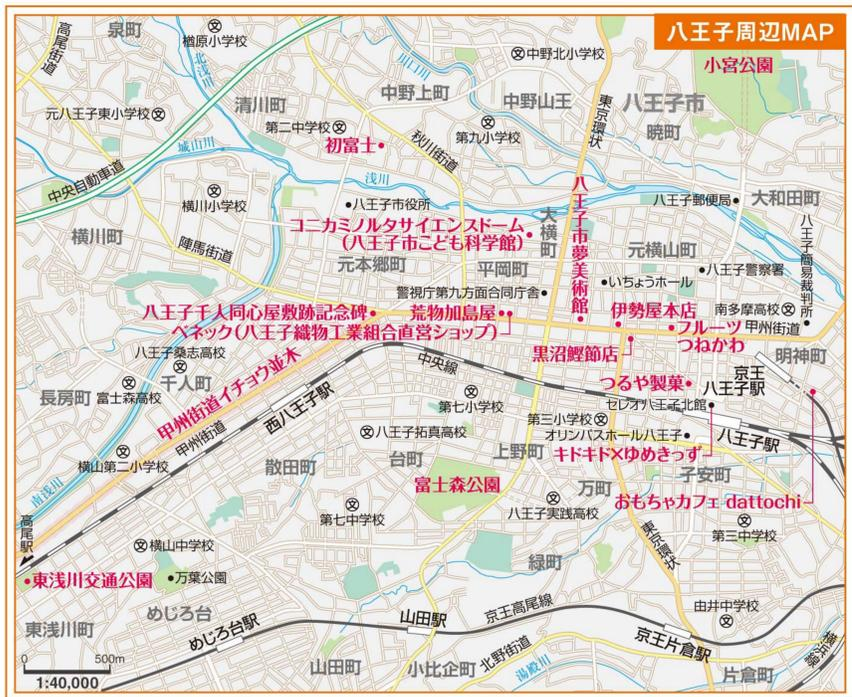 八王子周辺MAP
高尾街道
泉町
楢原小学校
北浅川
川口川
中野北小学校
小宮公園
清川町
中野上町
中野山王
東京環状
八王子市
暁町
元八王子東小学校
第二中学校
第九小学校
初富士
秋川街道
城山川
浅川
中央自動車道
横川小学校
八王子市役所
八王子市夢美術館
八王子郵便局
大和田町
コニカミノルタサイエンスドーム
(八王子市こども科学館)
大横町
横川町
陣馬街道
元本郷町
平岡町
元横山町
八王子簡易裁判所
八王子警察署
いちょうホール
警視庁第九方面合同庁舎
八王子千人同心屋敷跡記念碑
荒物加島屋
伊勢屋本店
南多摩高校
甲州街道
ベネック(八王子織物工業組合直営ショップ)
フルーツ
つねかわ
黒沼鰹節店
明神町
八王子桑志高校
千人町
甲州街道イチョウ並木
中央線
京王
八王子駅
つるや製菓
長房町
富士森高校
西八王子駅
第七小学校
セレオ八王子北館
甲州街道
第三小学校
八王子駅
八王子拓真高校
オリンパスホール八王子
横山第二小学校
台町
上野町
キドキド×ゆめきっず
散田町
子安町
南浅川
富士森公園
万町
おもちゃカフェ dattochi
高尾駅
第七中学校
八王子実践高校
第三中学校
東京環状
横山中学校
緑町
東浅川交通公園
万葉公園
めじろ台
山田駅
京王高尾線
由井中学校
東浅川町
めじろ台駅
京王片倉駅
横浜線
0 500m
1:40,000
山田町
小比企町
北野街道
湯殿川
片倉町